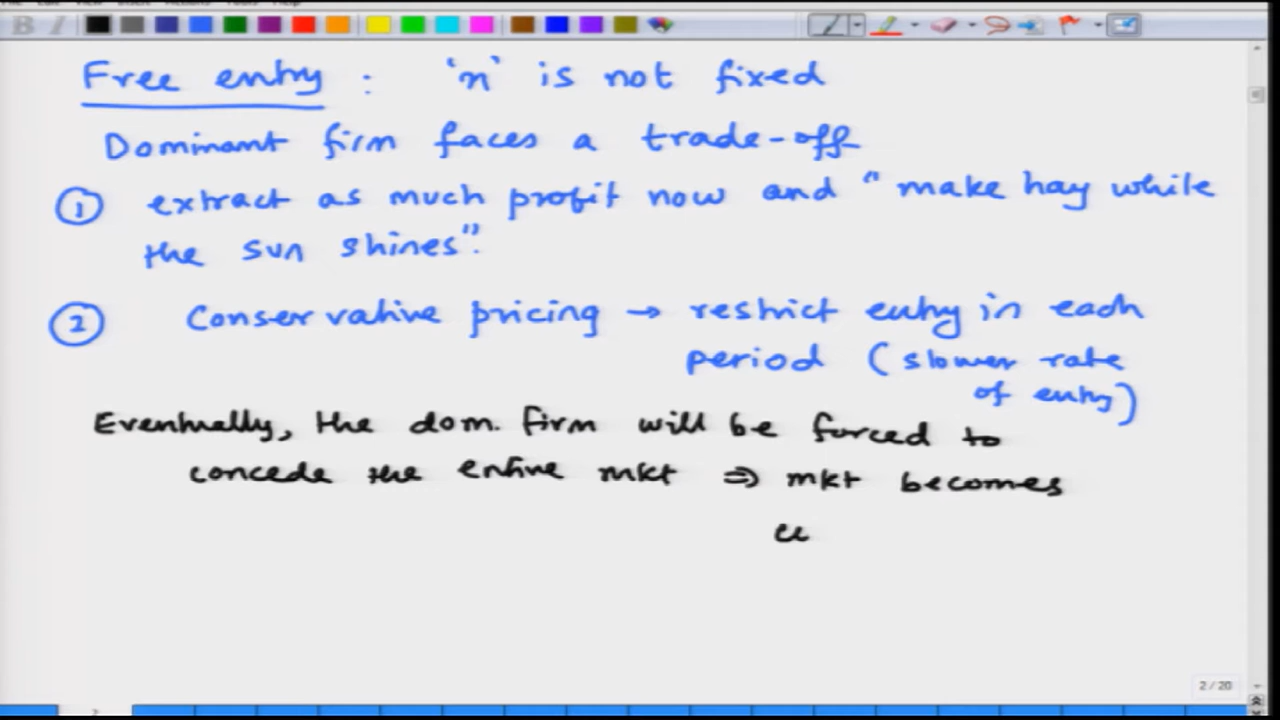 Free entry : 'n' is not fixed
Dominant firm faces a trade-off
① extract as much profit now and "make hay while
the sun shines".
② Conservative pricing → restrict entry in each
period (slower rate
of entry)
Eventually, the dom. firm will be forced to
concede the entire mkt ⇒ mkt becomes
2 / 20